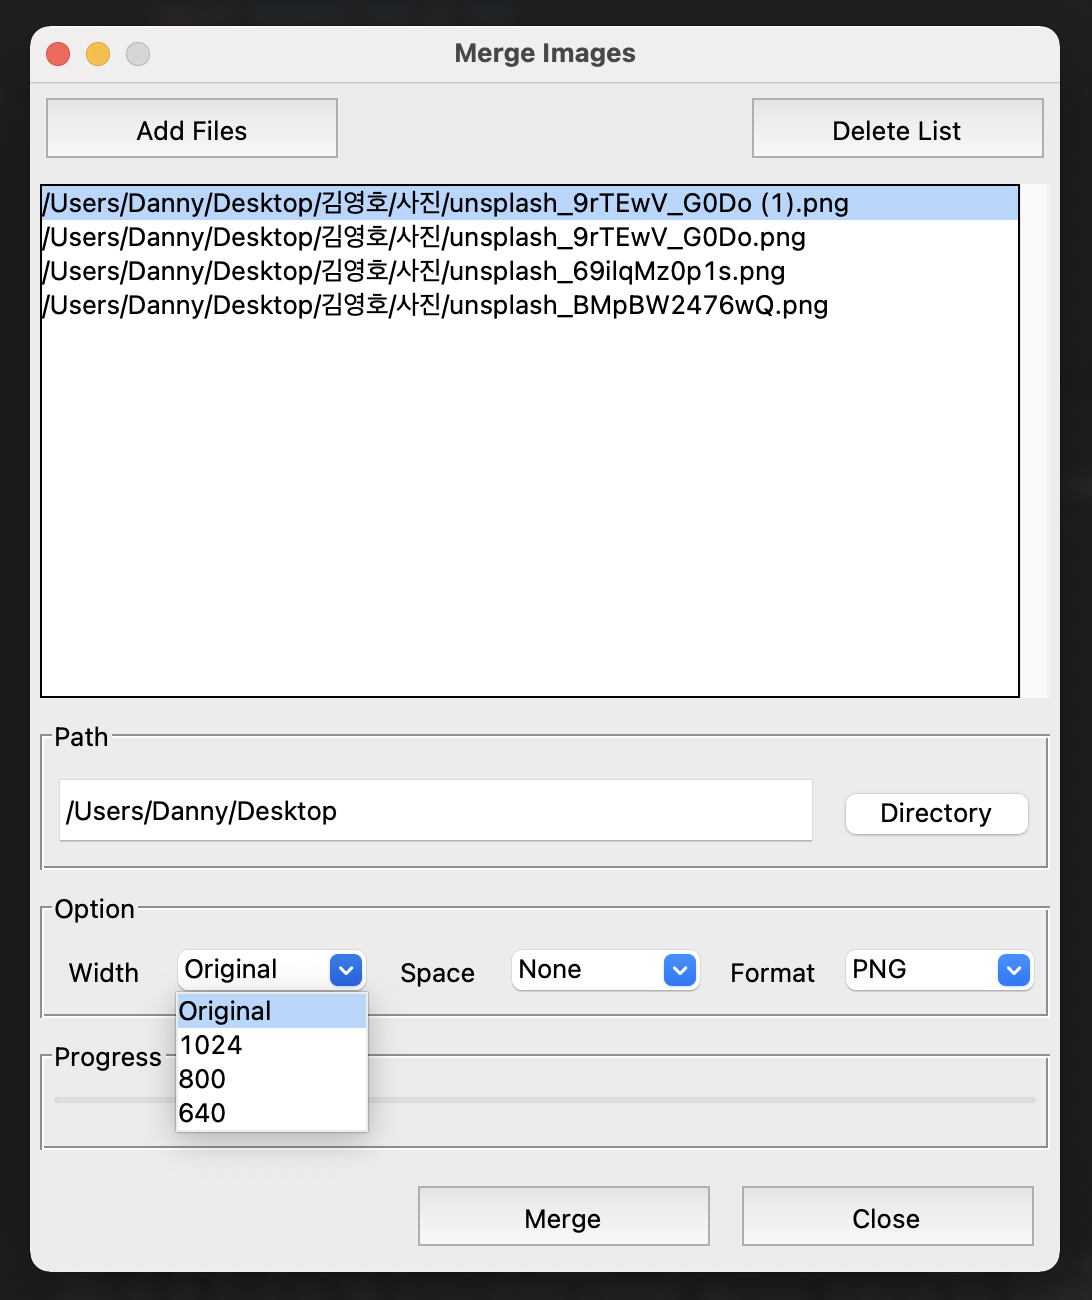 Merge Images
Add Files
Delete List
/Users/Danny/Desktop/김영호/사진/unsplash_9rTEwV_G0Do (1).png
/Users/Danny/Desktop/김영호/사진/unsplash_9rTEwV_G0Do.png
/Users/Danny/Desktop/김영호/사진/unsplash_69ilqMz0p1s.png
/Users/Danny/Desktop/김영호/사진/unsplash_BMpBW2476wQ.png
Path
/Users/Danny/Desktop
Directory
Option
Width
Original
Space
None
Format
PNG
Original
1024
800
640
Progress
Merge
Close